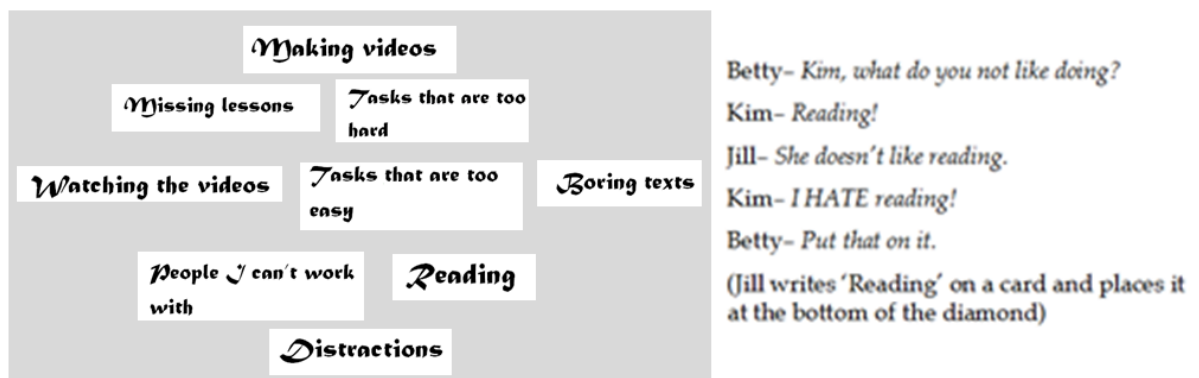 Making videos
Missing lessons
Tasks that are too
hard
Watching the videos
Tasks that are too
easy
Boring texts
People I can't work
with
Reading
Distractions
Betty– Kim, what do you not like doing?
Kim– Reading!
Jill– She doesn't like reading.
Kim– I HATE reading!
Betty– Put that on it.
(Jill writes 'Reading' on a card and places it
at the bottom of the diamond)